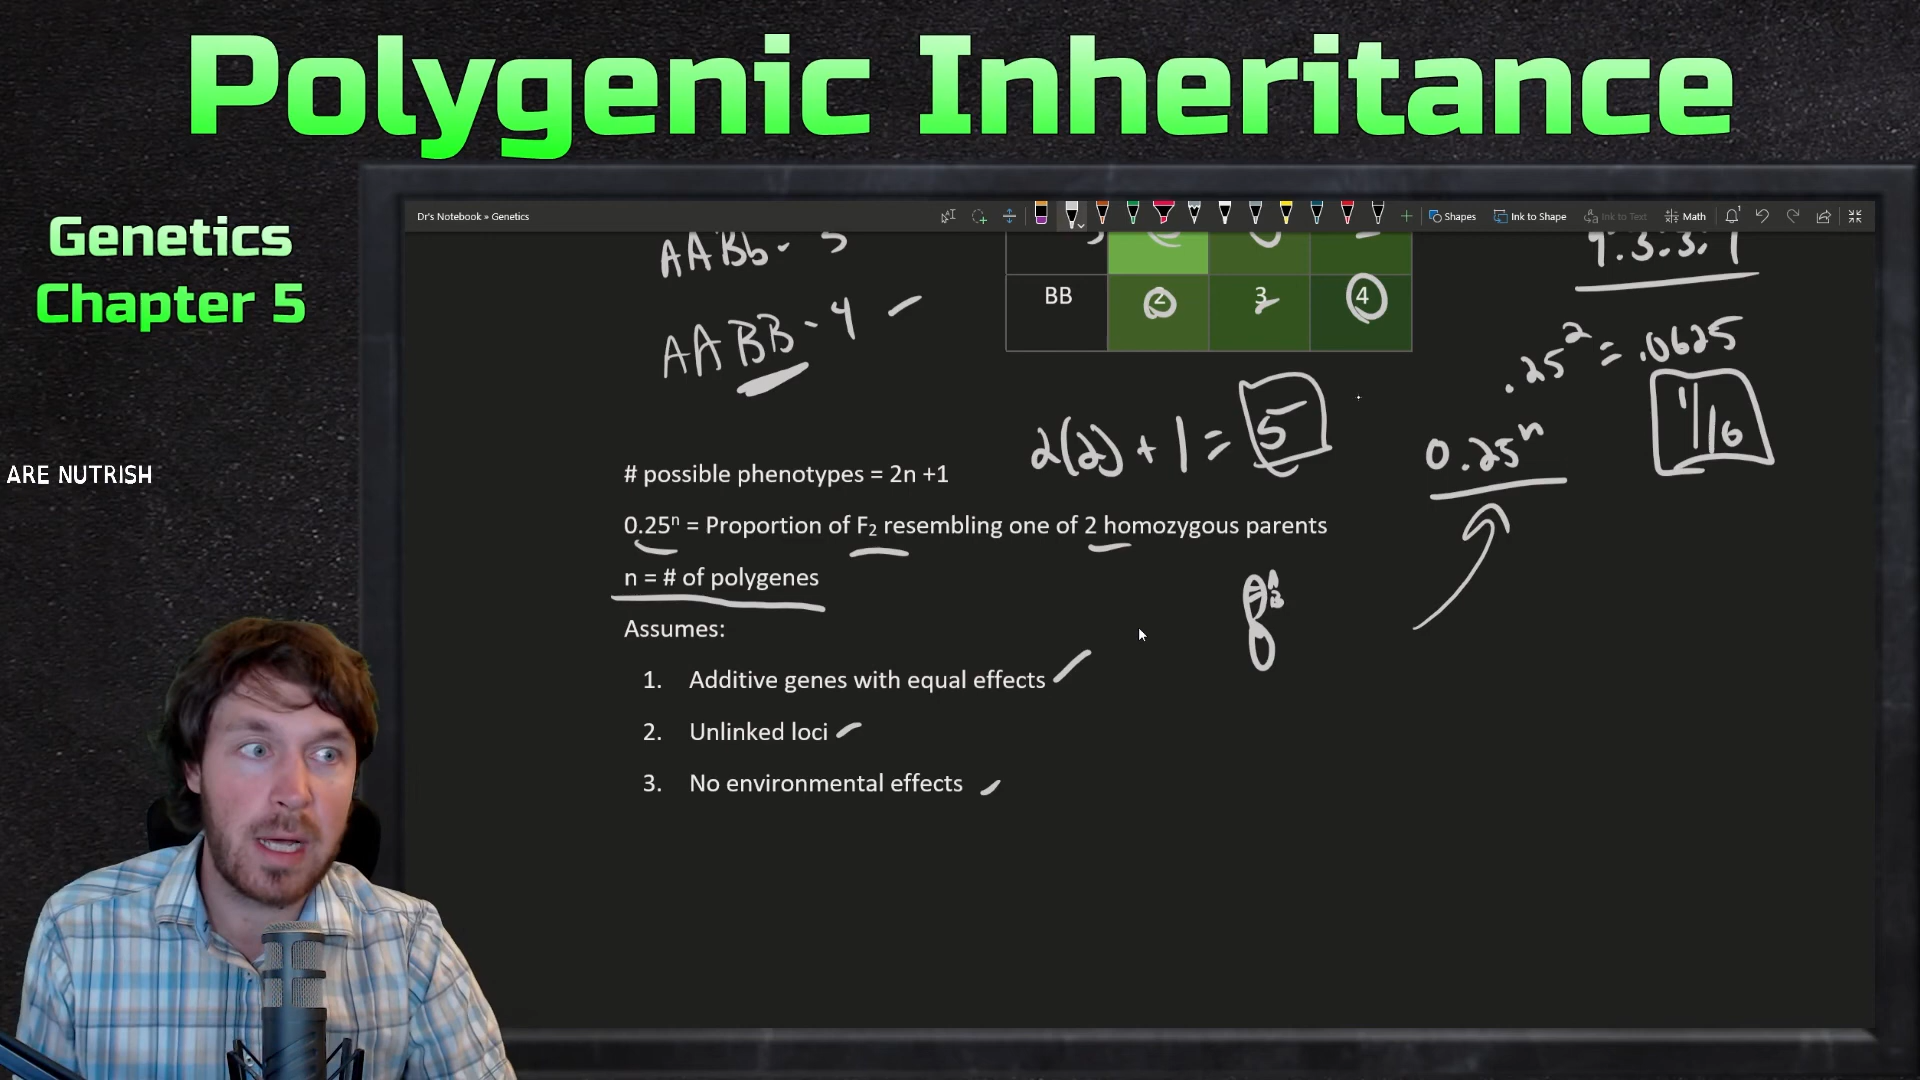 Polygenic Inheritance
Genetics
Chapter 5
Dr's Notebook » Genetics
Shapes
Ink to Shape
Ink to Text
Math
AABb - 3
9:3:3:1
BB 2 3 4
AABB - 4
.25² = .0625
1/16
2(2) + 1 = 5
0.25ⁿ
ARE NUTRISH
# possible phenotypes = 2n +1
0.25ⁿ = Proportion of F₂ resembling one of 2 homozygous parents
n = # of polygenes
A
B
Assumes:
1. Additive genes with equal effects
2. Unlinked loci
3. No environmental effects